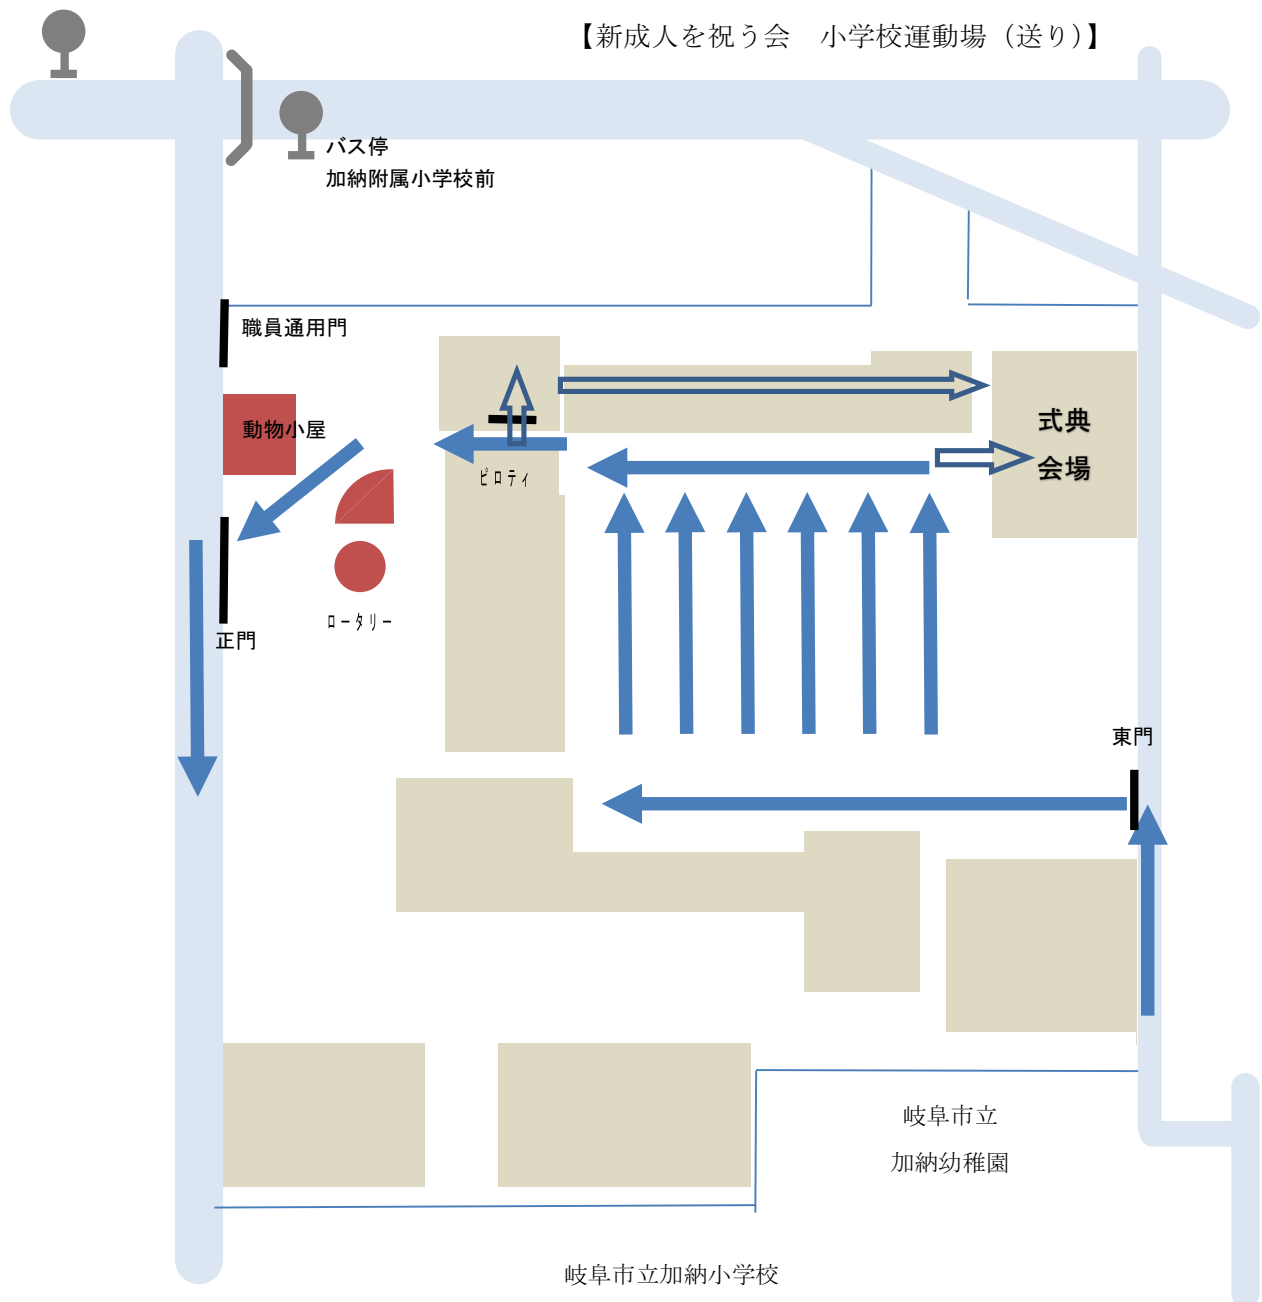 【新成人を祝う会　小学校運動場（送り）】
バス停
加納附属小学校前
職員通用門
動物小屋
式典
会場
ピロティ
ロータリー
正門
東門
岐阜市立
加納幼稚園
岐阜市立加納小学校